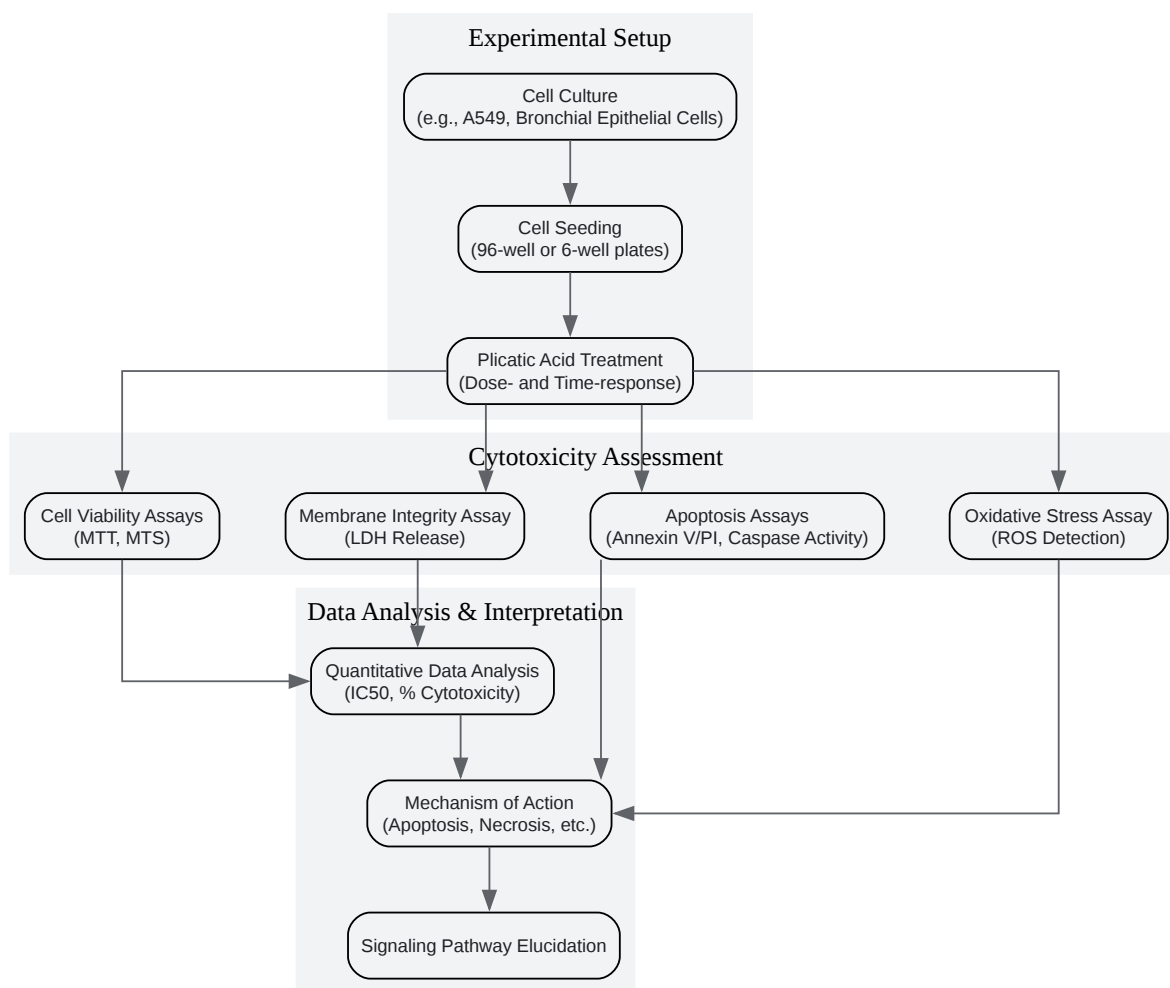 Experimental Setup
Cell Culture
(e.g., A549, Bronchial Epithelial Cells)
Cell Seeding
(96-well or 6-well plates)
Plicatic Acid Treatment
(Dose- and Time-response)
Cytotoxicity Assessment
Cell Viability Assays
(MTT, MTS)
Membrane Integrity Assay
(LDH Release)
Apoptosis Assays
(Annexin V/PI, Caspase Activity)
Oxidative Stress Assay
(ROS Detection)
Data Analysis & Interpretation
Quantitative Data Analysis
(IC50, % Cytotoxicity)
Mechanism of Action
(Apoptosis, Necrosis, etc.)
Signaling Pathway Elucidation